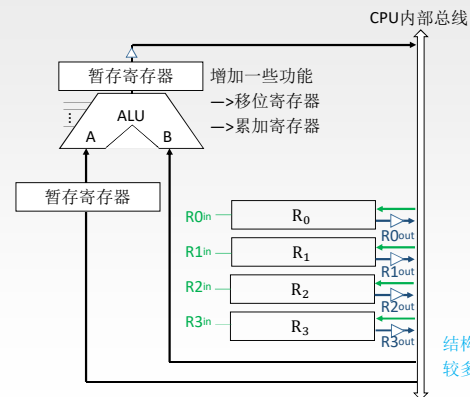 CPU内部总线
暂存寄存器
增加一些功能
—>移位寄存器
—>累加寄存器
ALU
A
B
暂存寄存器
R0in
R₀
R0out
R1in
R₁
R1out
R2in
R₂
R2out
R3in
R₃
R3out
结构
较多